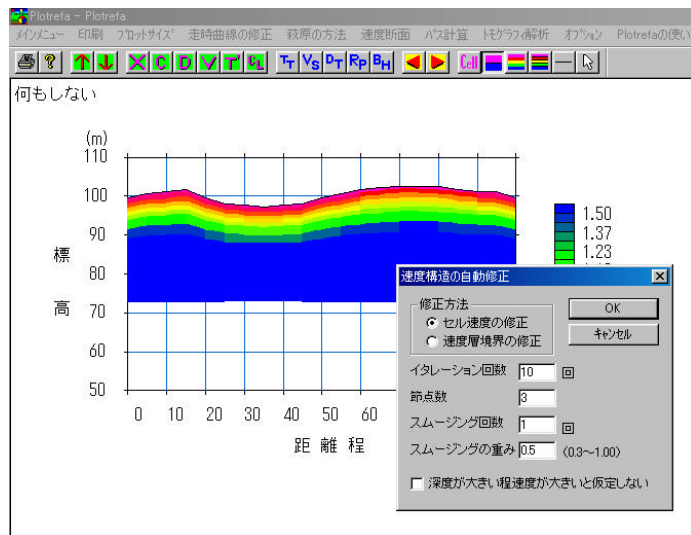 Plotrefa - Plotrefa
メインメニュー 印刷 プロットサイズ 走時曲線の修正 萩原の方法 速度断面 パス計算 トモグラフィ解析 オプション Plotrefaの使い
X C D TT VS DT RP BH Cell
何もしない
(m)
110
100
90
80
70
60
50
標高
0 10 20 30 40 50 60
距離程
1.50
1.37
1.23
速度構造の自動修正
修正方法
セル速度の修正
速度層境界の修正
OK
キャンセル
イタレーション回数 10 回
節点数 3
スムージング回数 1 回
スムージングの重み 0.5 (0.3~1.00)
深度が大きい程速度が大きいと仮定しない